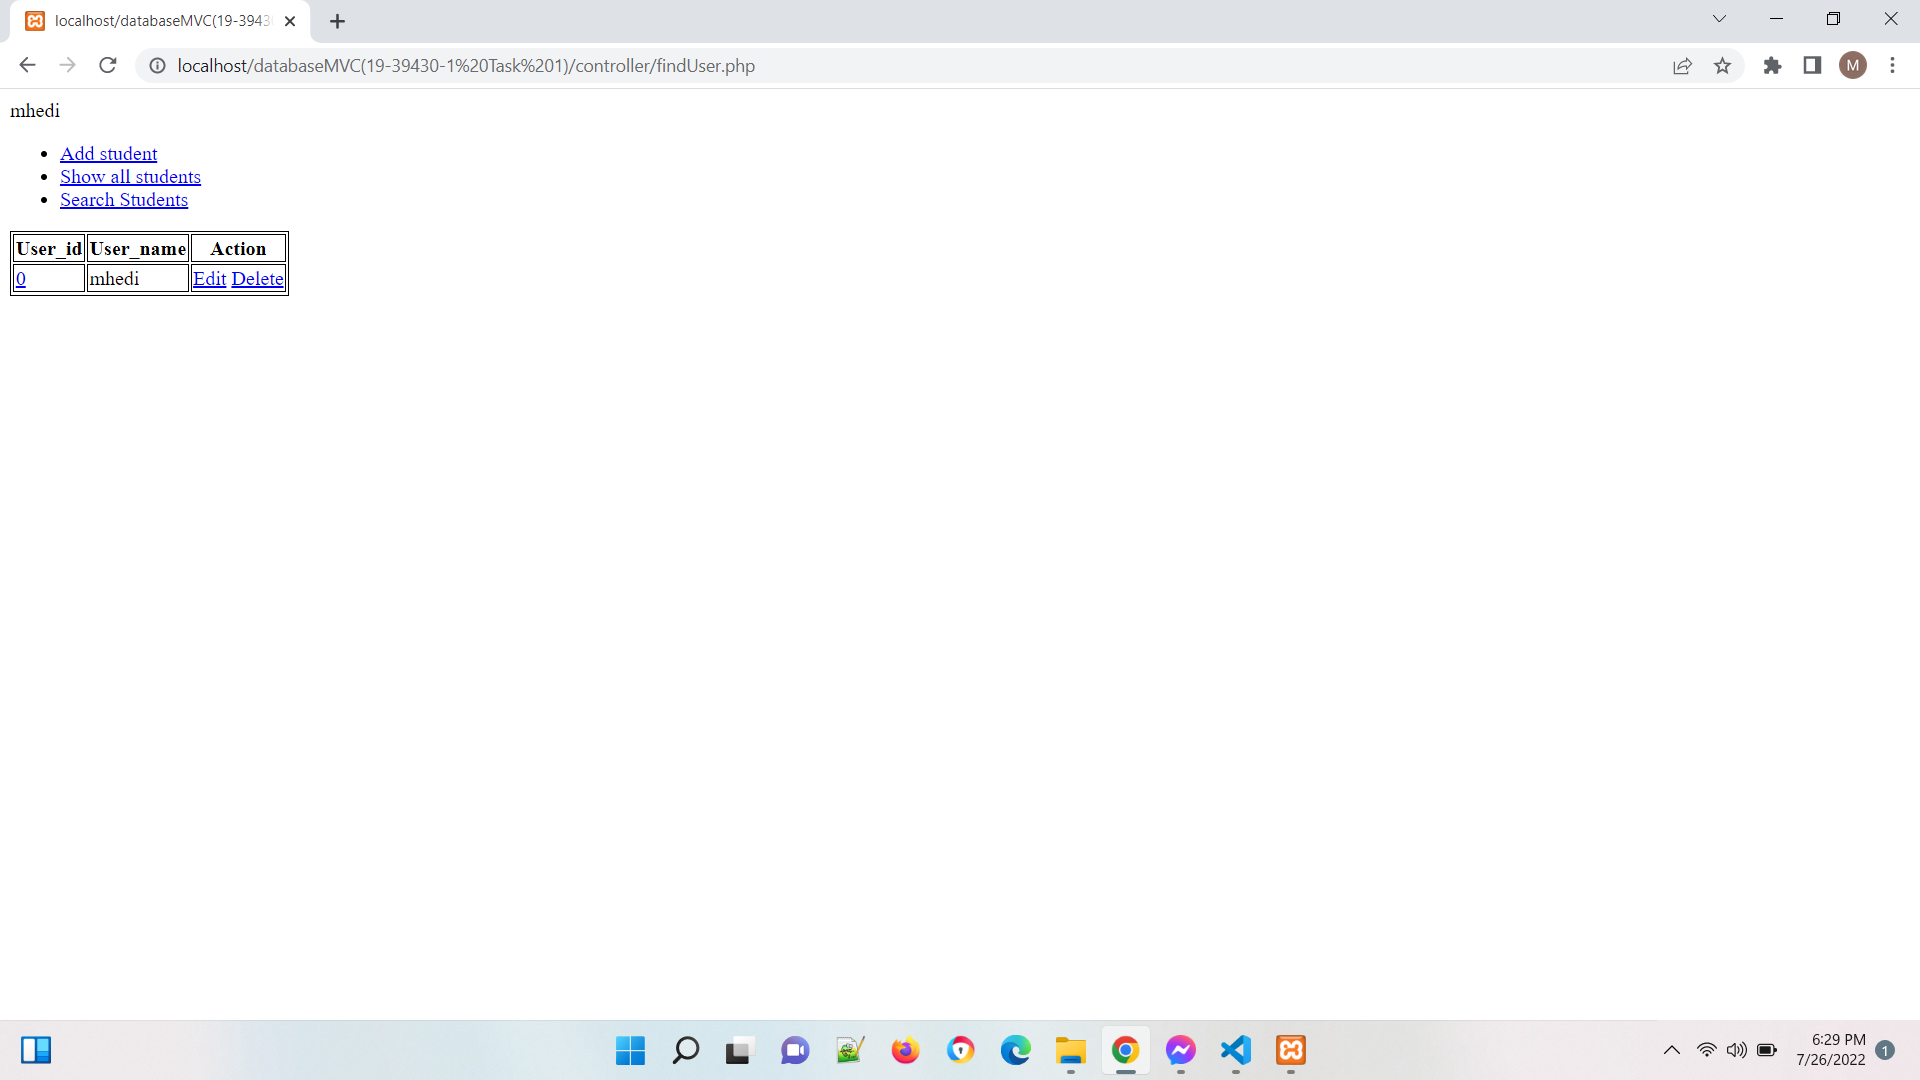 localhost/databaseMVC(19-3943
localhost/databaseMVC(19-39430-1%20Task%201)/controller/findUser.php
M
mhedi
Add student
Show all students
Search Students
User_id User_name Action
0 mhedi Edit Delete
6:29 PM
7/26/2022
1